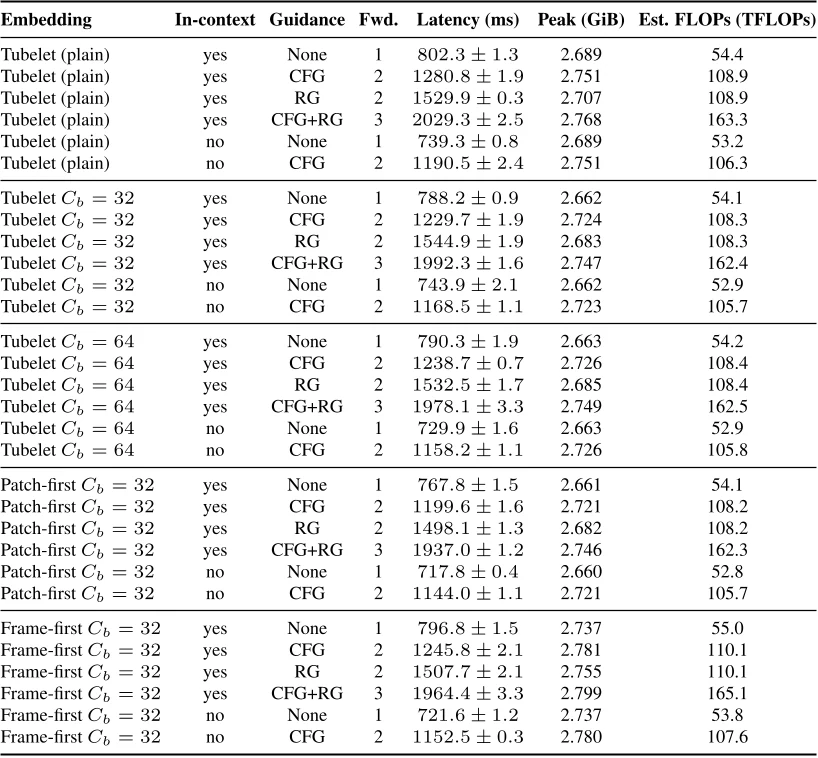 Embedding In-context Guidance Fwd. Latency (ms) Peak (GiB) Est. FLOPs (TFLOPs)
Tubelet (plain) yes None 1 802.3 ± 1.3 2.689 54.4
Tubelet (plain) yes CFG 2 1280.8 ± 1.9 2.751 108.9
Tubelet (plain) yes RG 2 1529.9 ± 0.3 2.707 108.9
Tubelet (plain) yes CFG+RG 3 2029.3 ± 2.5 2.768 163.3
Tubelet (plain) no None 1 739.3 ± 0.8 2.689 53.2
Tubelet (plain) no CFG 2 1190.5 ± 2.4 2.751 106.3
Tubelet C_b = 32 yes None 1 788.2 ± 0.9 2.662 54.1
Tubelet C_b = 32 yes CFG 2 1229.7 ± 1.9 2.724 108.3
Tubelet C_b = 32 yes RG 2 1544.9 ± 1.9 2.683 108.3
Tubelet C_b = 32 yes CFG+RG 3 1992.3 ± 1.6 2.747 162.4
Tubelet C_b = 32 no None 1 743.9 ± 2.1 2.662 52.9
Tubelet C_b = 32 no CFG 2 1168.5 ± 1.1 2.723 105.7
Tubelet C_b = 64 yes None 1 790.3 ± 1.9 2.663 54.2
Tubelet C_b = 64 yes CFG 2 1238.7 ± 0.7 2.726 108.4
Tubelet C_b = 64 yes RG 2 1532.5 ± 1.7 2.685 108.4
Tubelet C_b = 64 yes CFG+RG 3 1978.1 ± 3.3 2.749 162.5
Tubelet C_b = 64 no None 1 729.9 ± 1.6 2.663 52.9
Tubelet C_b = 64 no CFG 2 1158.2 ± 1.1 2.726 105.8
Patch-first C_b = 32 yes None 1 767.8 ± 1.5 2.661 54.1
Patch-first C_b = 32 yes CFG 2 1199.6 ± 1.6 2.721 108.2
Patch-first C_b = 32 yes RG 2 1498.1 ± 1.3 2.682 108.2
Patch-first C_b = 32 yes CFG+RG 3 1937.0 ± 1.2 2.746 162.3
Patch-first C_b = 32 no None 1 717.8 ± 0.4 2.660 52.8
Patch-first C_b = 32 no CFG 2 1144.0 ± 1.1 2.721 105.7
Frame-first C_b = 32 yes None 1 796.8 ± 1.5 2.737 55.0
Frame-first C_b = 32 yes CFG 2 1245.8 ± 2.1 2.781 110.1
Frame-first C_b = 32 yes RG 2 1507.7 ± 2.1 2.755 110.1
Frame-first C_b = 32 yes CFG+RG 3 1964.4 ± 3.3 2.799 165.1
Frame-first C_b = 32 no None 1 721.6 ± 1.2 2.737 53.8
Frame-first C_b = 32 no CFG 2 1152.5 ± 0.3 2.780 107.6